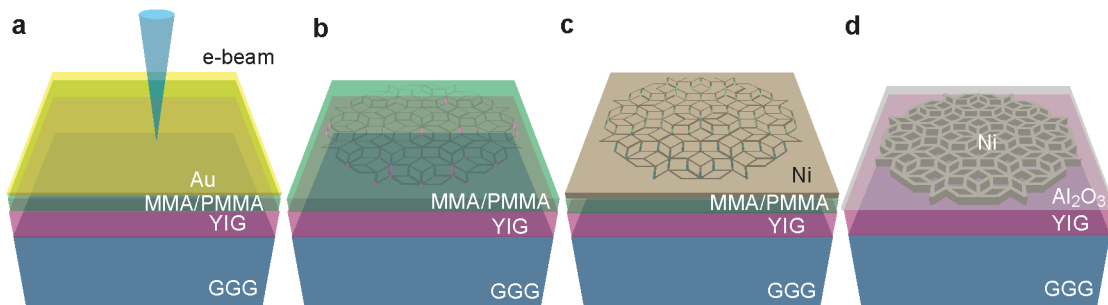 a
e-beam
Au
MMA/PMMA
YIG
GGG
b
MMA/PMMA
YIG
GGG
c
Ni
MMA/PMMA
YIG
GGG
d
Ni
Al₂O₃
YIG
GGG